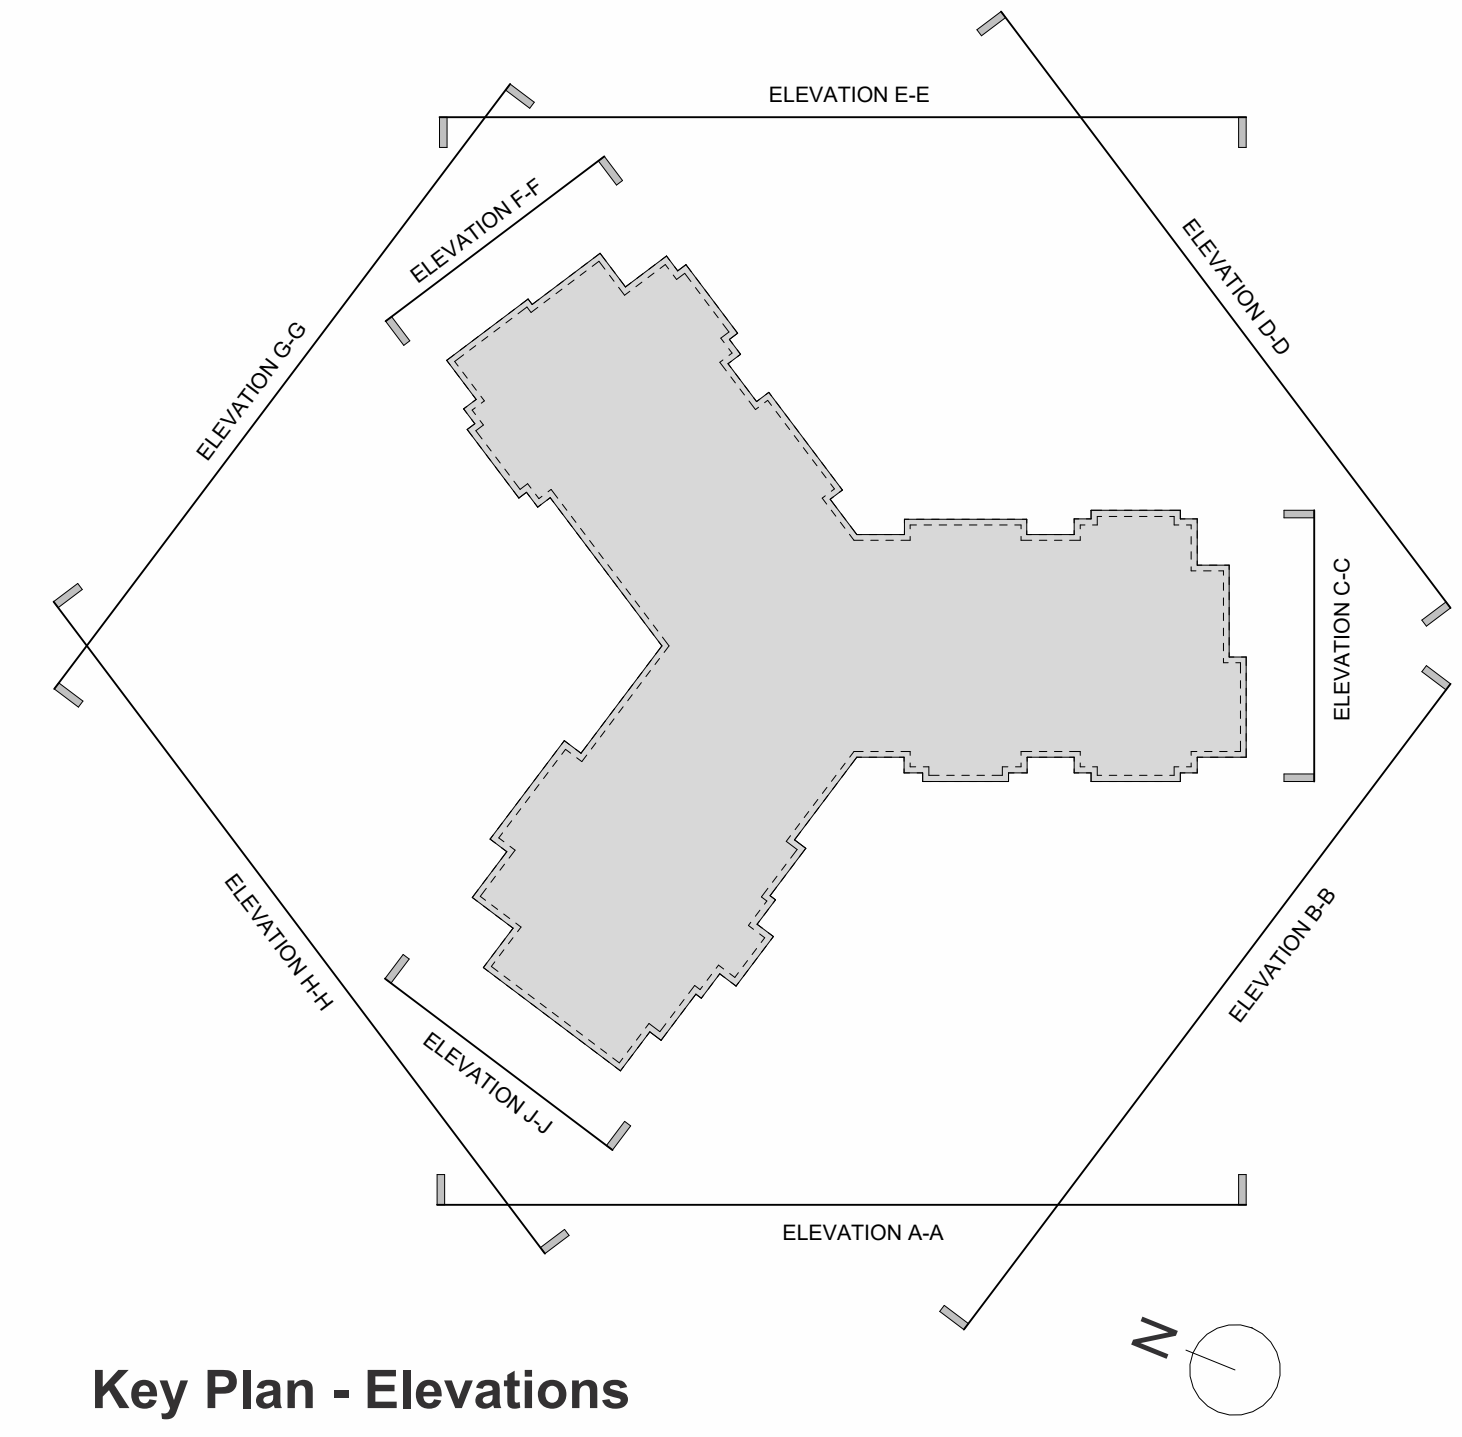 ELEVATION E-E
ELEVATION F-F
ELEVATION D-D
ELEVATION G-G
ELEVATION C-C
ELEVATION H-H
ELEVATION B-B
ELEVATION J-J
ELEVATION A-A
N
Key Plan - Elevations